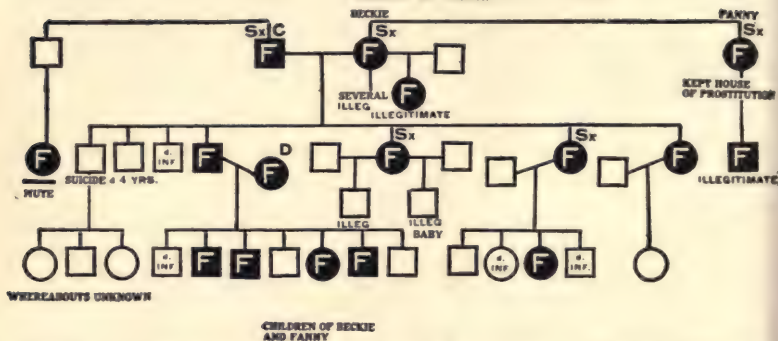 BECKIE FANNY
Sx C Sx Sx
F F F
SEVERAL
ILLEG
F
ILLEGITIMATE
KEPT HOUSE
OF PROSTITUTION
Sx Sx
F d. INF F D F F F F F
MUTE SUICIDE d 4 YRS. ILLEGITIMATE
ILLEG ILLEG
BABY
d. INF F F F F d. INF F d. INF.
WHEREABOUTS UNKNOWN
CHILDREN OF BECKIE
AND FANNY